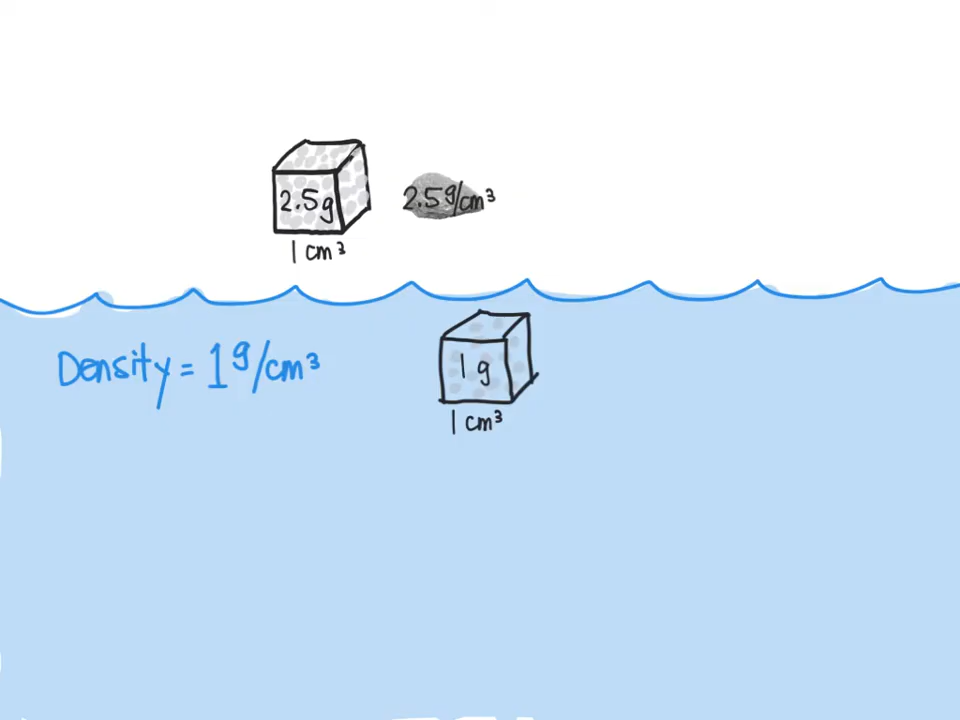 2.5g
2.5g/cm³
1 cm³
Density = 1g/cm³
1 g
1 cm³